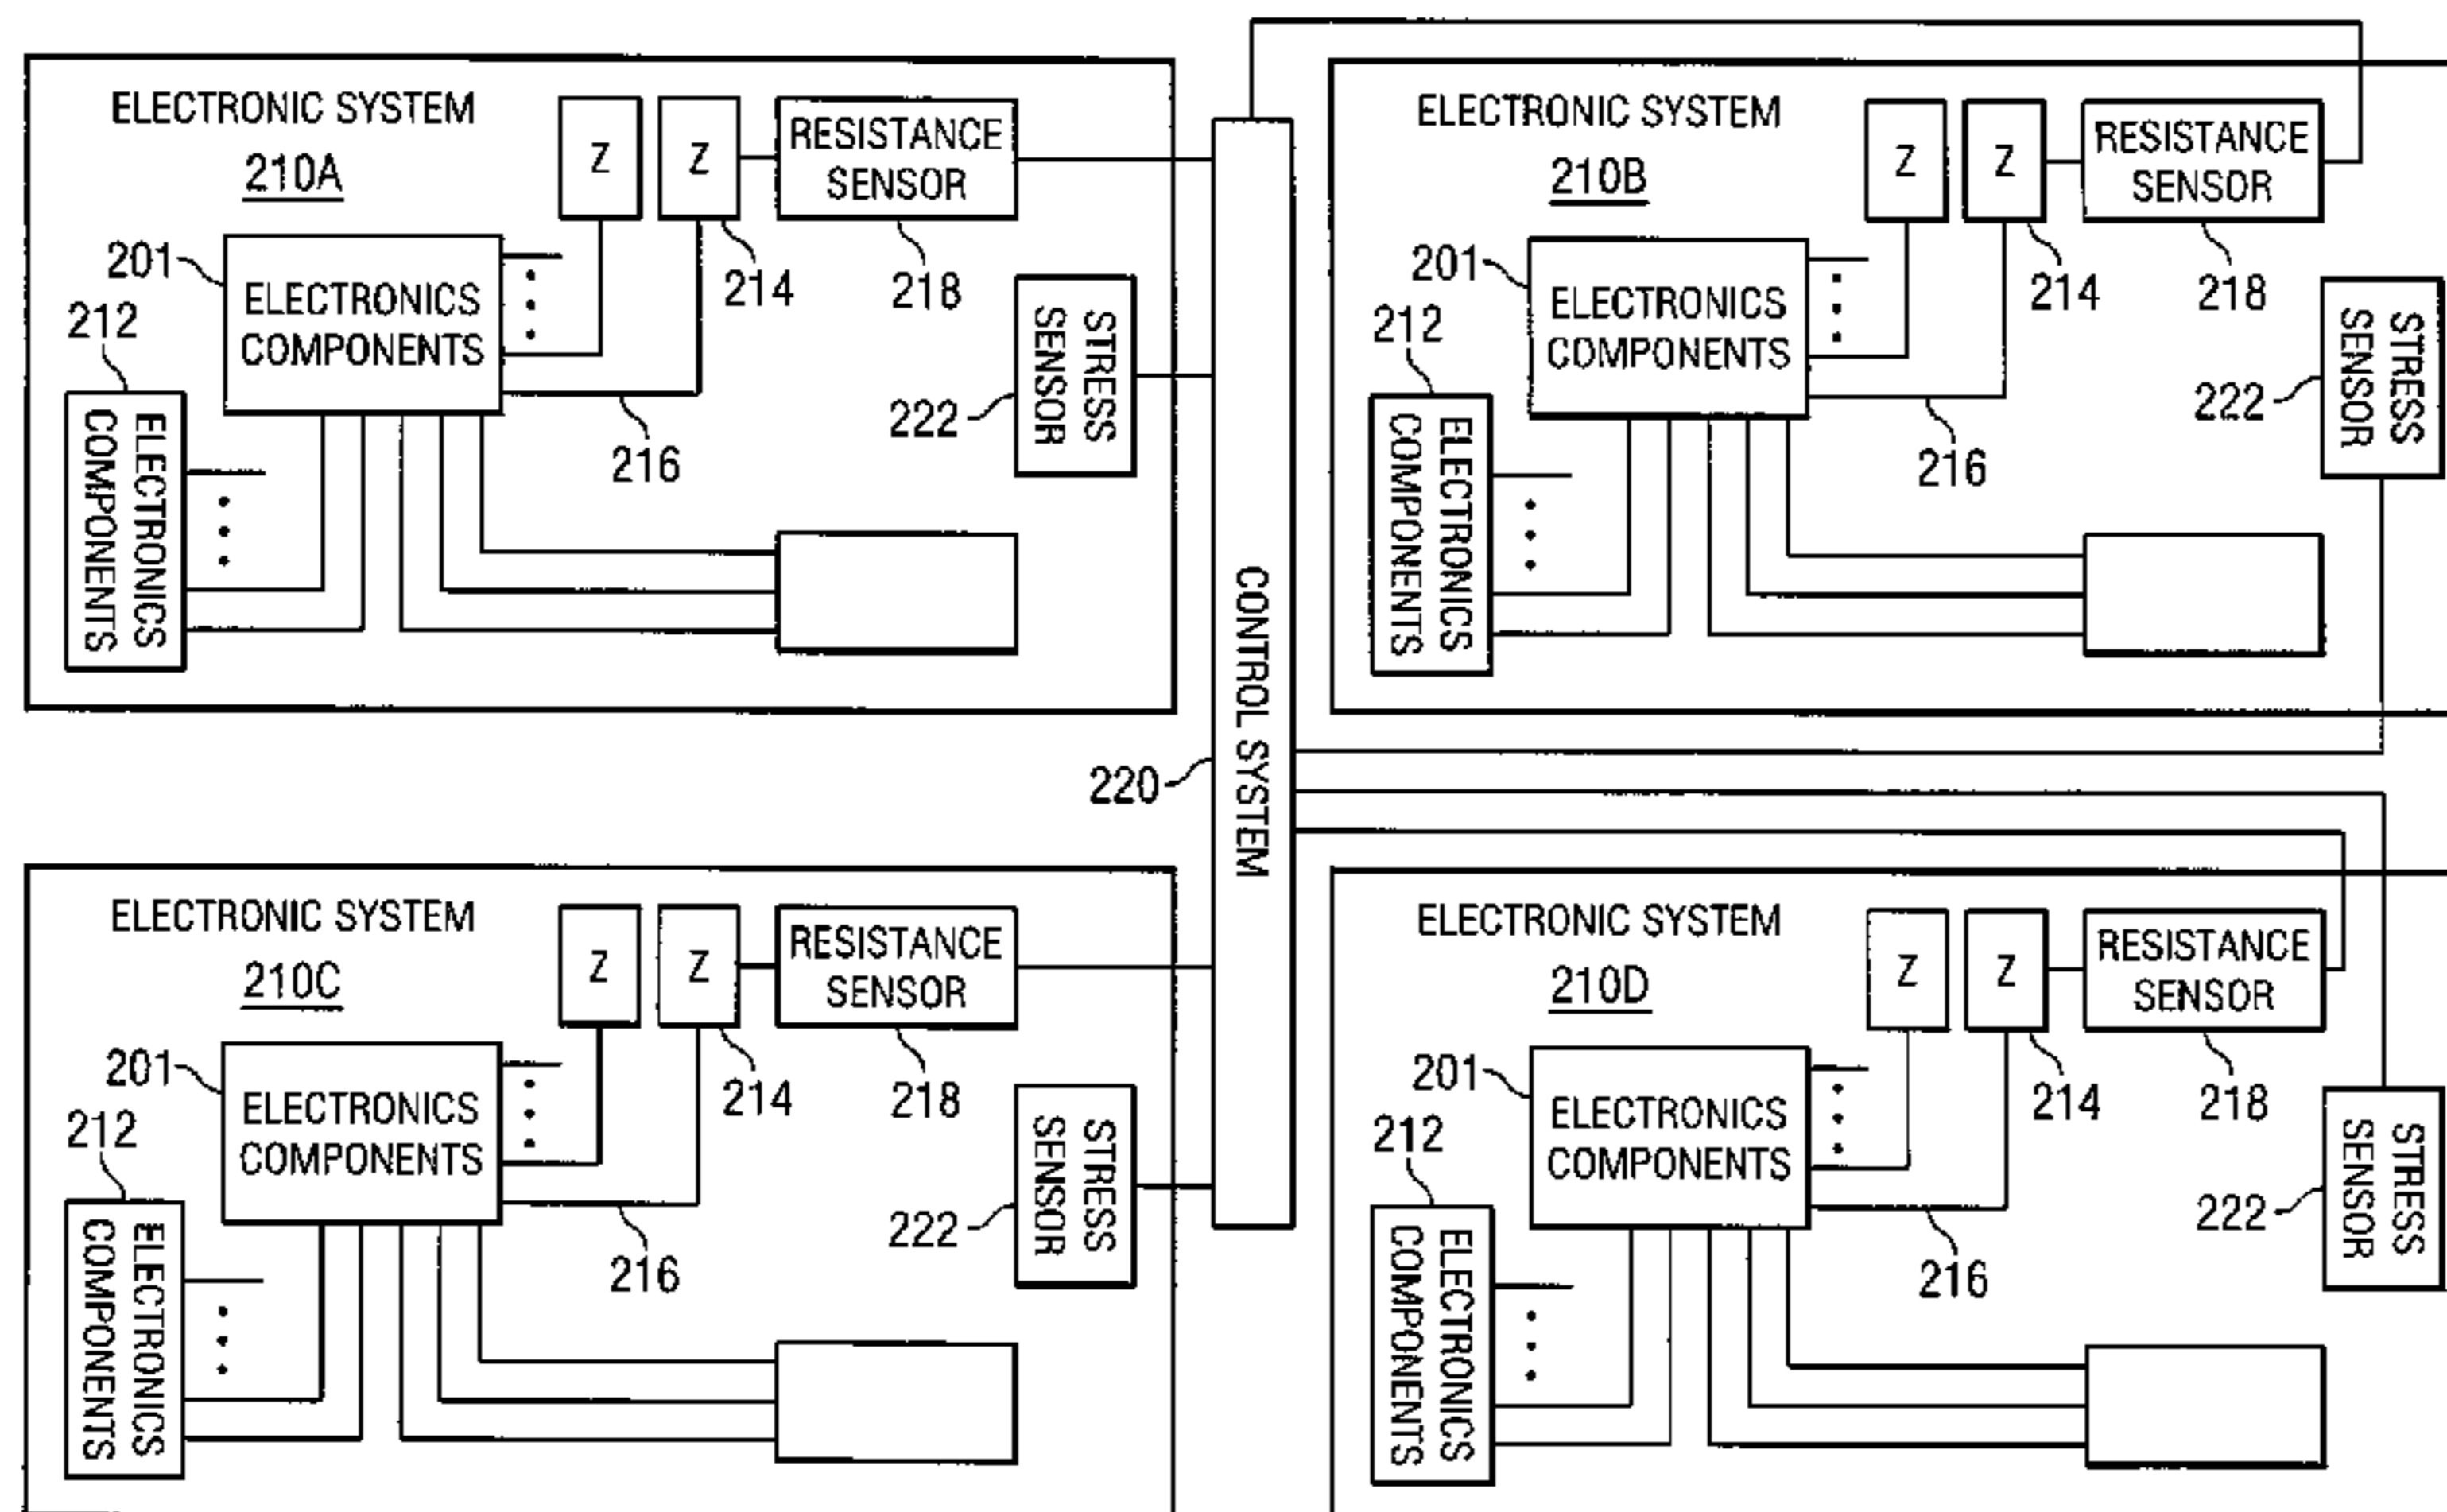 ELECTRONIC SYSTEM
210A
Z
Z
RESISTANCE
SENSOR
201
ELECTRONICS
COMPONENTS
214
218
212
ELECTRONICS
COMPONENTS
216
222
STRESS
SENSOR
CONTROL SYSTEM
220
ELECTRONIC SYSTEM
210B
Z
Z
RESISTANCE
SENSOR
201
ELECTRONICS
COMPONENTS
214
218
212
ELECTRONICS
COMPONENTS
216
222
STRESS
SENSOR
ELECTRONIC SYSTEM
210C
Z
Z
RESISTANCE
SENSOR
201
ELECTRONICS
COMPONENTS
214
218
212
ELECTRONICS
COMPONENTS
216
222
STRESS
SENSOR
ELECTRONIC SYSTEM
210D
Z
Z
RESISTANCE
SENSOR
201
ELECTRONICS
COMPONENTS
214
218
212
ELECTRONICS
COMPONENTS
216
222
STRESS
SENSOR